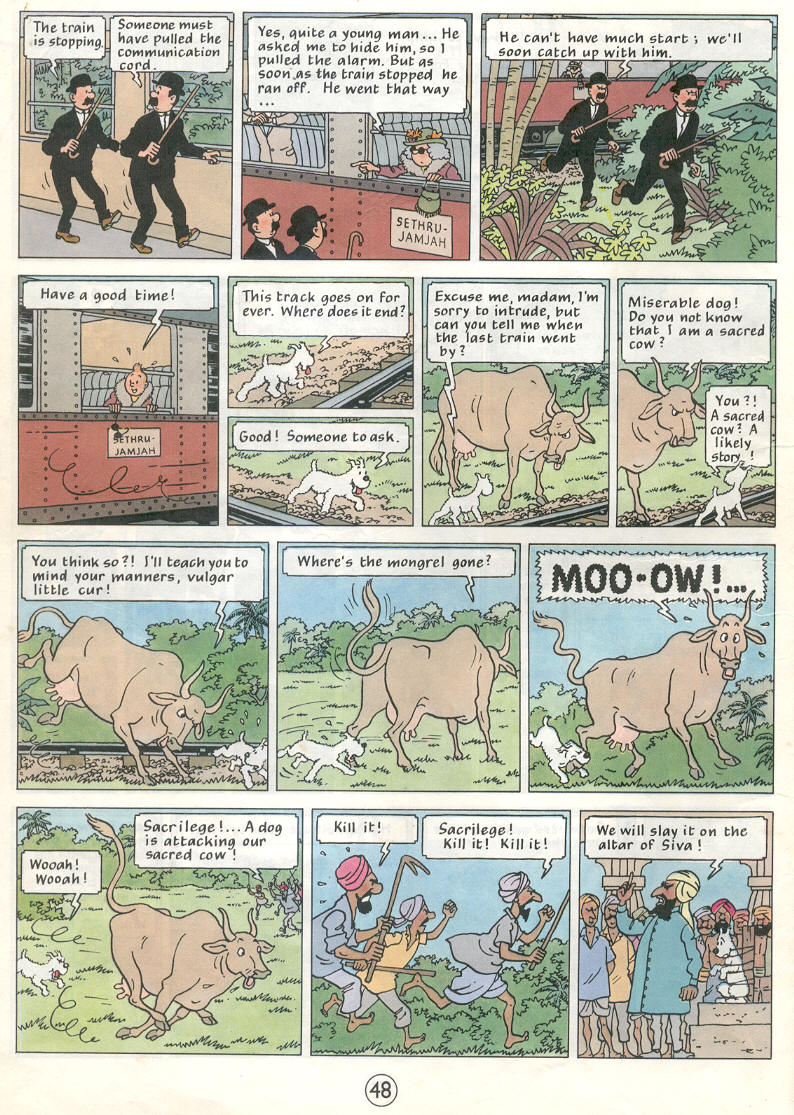 The train
is stopping.
Someone must
have pulled the
communication
cord.
Yes, quite a young man... He
asked me to hide him, so I
pulled the alarm. But as
soon as the train stopped he
ran off. He went that way
...
SETHRU-
JAMJAH
He can't have much start; we'll
soon catch up with him.
Have a good time!
SETHRU-
JAMJAH
This track goes on for
ever. Where does it end?
Good! Someone to ask.
Excuse me, madam, I'm
sorry to intrude, but
can you tell me when
the last train went
by?
Miserable dog!
Do you not know
that I am a sacred
cow?
You?!
A sacred
cow? A
likely
story!
You think so?! I'll teach you to
mind your manners, vulgar
little cur!
Where's the mongrel gone?
MOO-OW!...
Wooah!
Wooah!
Sacrilege!... A dog
is attacking our
sacred cow!
Kill it!
Sacrilege!
Kill it! Kill it!
We will slay it on the
altar of Siva!
48